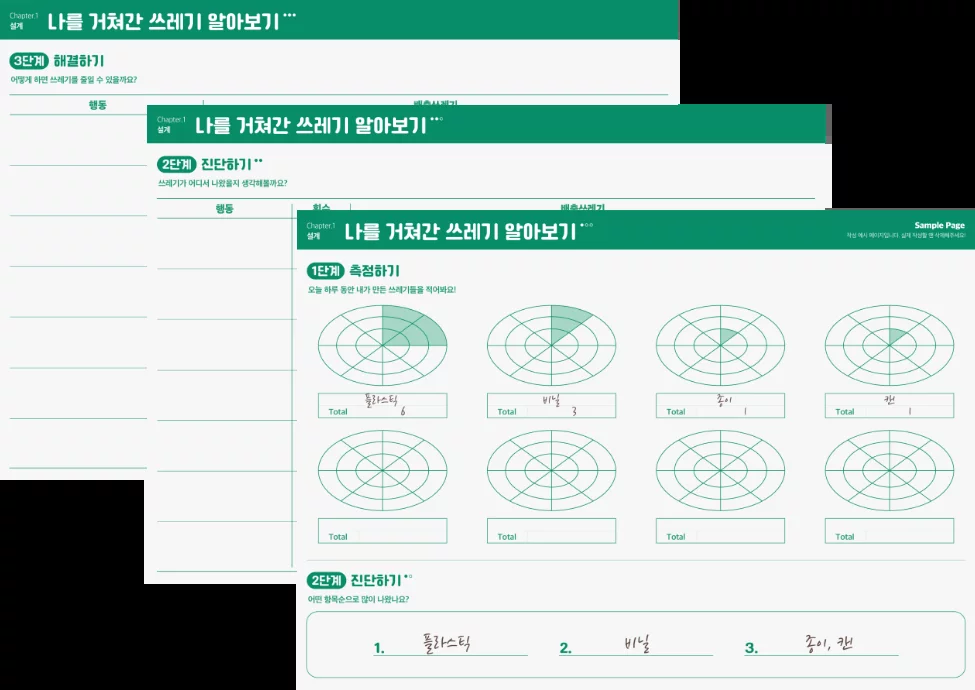 Chapter.1
설계
나를 거쳐간 쓰레기 알아보기
3단계 해결하기
어떻게 하면 쓰레기를 줄일 수 있을까요?
행동 배출쓰레기
Chapter.1
설계
나를 거쳐간 쓰레기 알아보기
2단계 진단하기
쓰레기가 어디서 나왔을지 생각해볼까요?
행동 횟수 배출쓰레기
Chapter.1
설계
나를 거쳐간 쓰레기 알아보기
Sample Page
작성 예시 페이지입니다. 실제 작성할 땐 삭제해주세요!
1단계 측정하기
오늘 하루 동안 내가 만든 쓰레기들을 적어봐요!
플라스틱 비닐 종이 캔
Total 6 Total 3 Total 1 Total 1
Total Total Total Total
2단계 진단하기
어떤 항목순으로 많이 나왔나요?
1. 플라스틱 2. 비닐 3. 종이, 캔